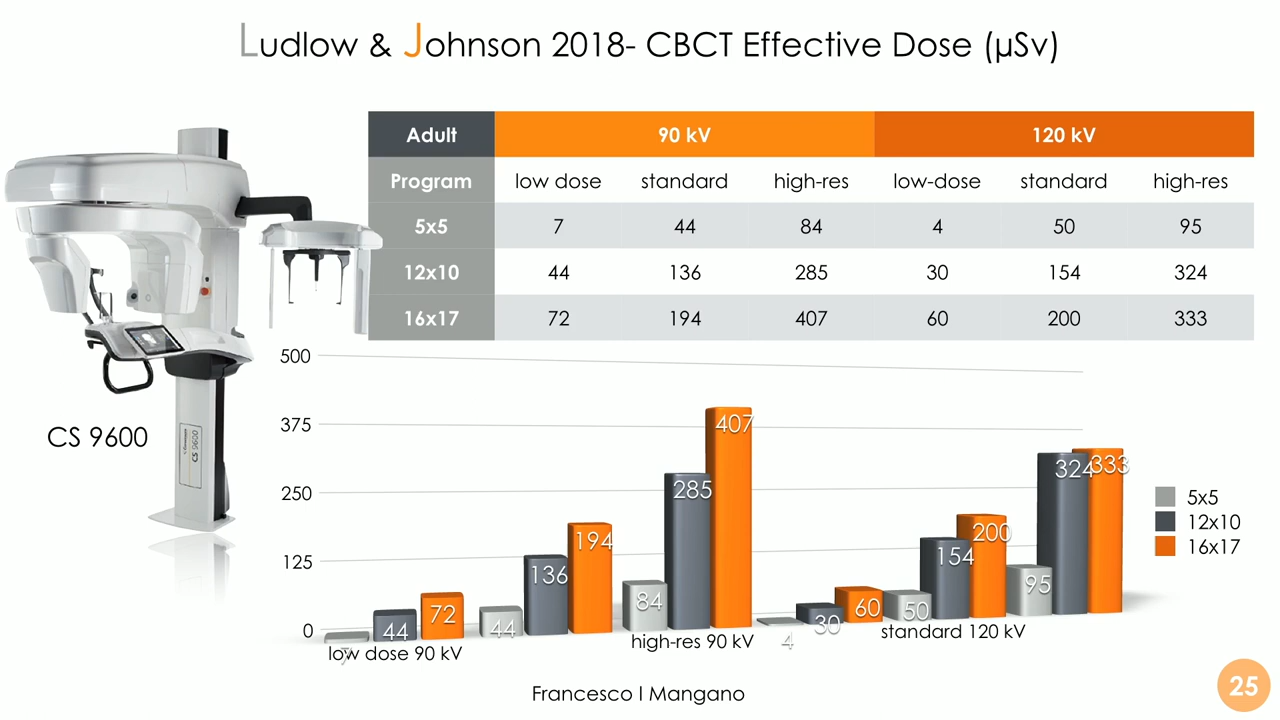 Ludlow & Johnson 2018- CBCT Effective Dose (µSv)
Adult 90 kV 120 kV
Program low dose standard high-res low-dose standard high-res
5x5 7 44 84 4 50 95
12x10 44 136 285 30 154 324
16x17 72 194 407 60 200 333
CS 9600
CS 9600
500
375
250
125
0
7 44 72 44 136 194 84 285 407 4 30 60 50 154 200 95 324 333
low dose 90 kV high-res 90 kV standard 120 kV
5x5
12x10
16x17
Francesco I Mangano
25